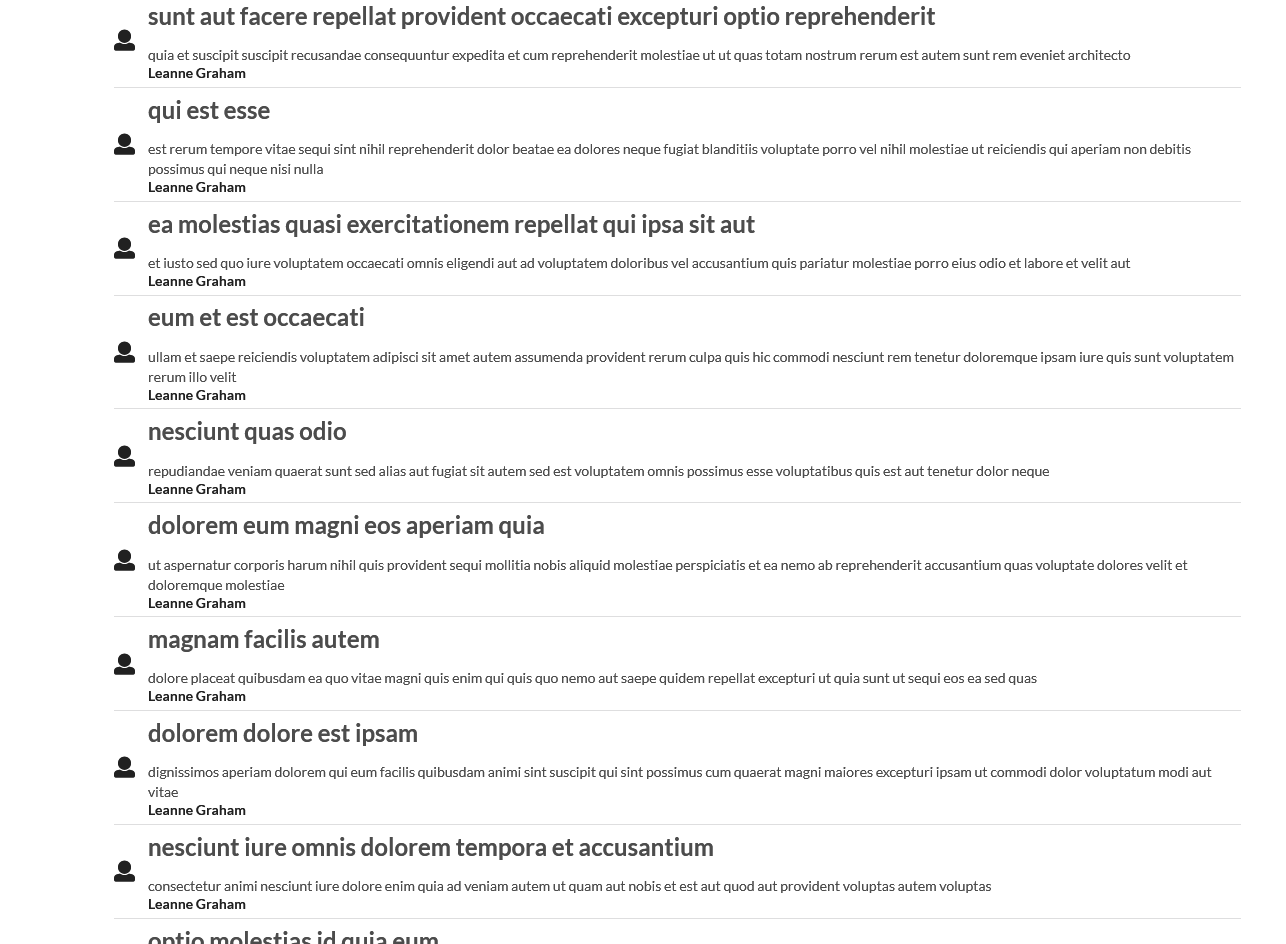 sunt aut facere repellat provident occaecati excepturi optio reprehenderit
quia et suscipit suscipit recusandae consequuntur expedita et cum reprehenderit molestiae ut ut quas totam nostrum rerum est autem sunt rem eveniet architecto
Leanne Graham
qui est esse
est rerum tempore vitae sequi sint nihil reprehenderit dolor beatae ea dolores neque fugiat blanditiis voluptate porro vel nihil molestiae ut reiciendis qui aperiam non debitis
possimus qui neque nisi nulla
Leanne Graham
ea molestias quasi exercitationem repellat qui ipsa sit aut
et iusto sed quo iure voluptatem occaecati omnis eligendi aut ad voluptatem doloribus vel accusantium quis pariatur molestiae porro eius odio et labore et velit aut
Leanne Graham
eum et est occaecati
ullam et saepe reiciendis voluptatem adipisci sit amet autem assumenda provident rerum culpa quis hic commodi nesciunt rem tenetur doloremque ipsam iure quis sunt voluptatem
rerum illo velit
Leanne Graham
nesciunt quas odio
repudiandae veniam quaerat sunt sed alias aut fugiat sit autem sed est voluptatem omnis possimus esse voluptatibus quis est aut tenetur dolor neque
Leanne Graham
dolorem eum magni eos aperiam quia
ut aspernatur corporis harum nihil quis provident sequi mollitia nobis aliquid molestiae perspiciatis et ea nemo ab reprehenderit accusantium quas voluptate dolores velit et
doloremque molestiae
Leanne Graham
magnam facilis autem
dolore placeat quibusdam ea quo vitae magni quis enim qui quis quo nemo aut saepe quidem repellat excepturi ut quia sunt ut sequi eos ea sed quas
Leanne Graham
dolorem dolore est ipsam
dignissimos aperiam dolorem qui eum facilis quibusdam animi sint suscipit qui sint possimus cum quaerat magni maiores excepturi ipsam ut commodi dolor voluptatum modi aut
vitae
Leanne Graham
nesciunt iure omnis dolorem tempora et accusantium
consectetur animi nesciunt iure dolore enim quia ad veniam autem ut quam aut nobis et est aut quod aut provident voluptas autem voluptas
Leanne Graham
optio molestias id quia eum